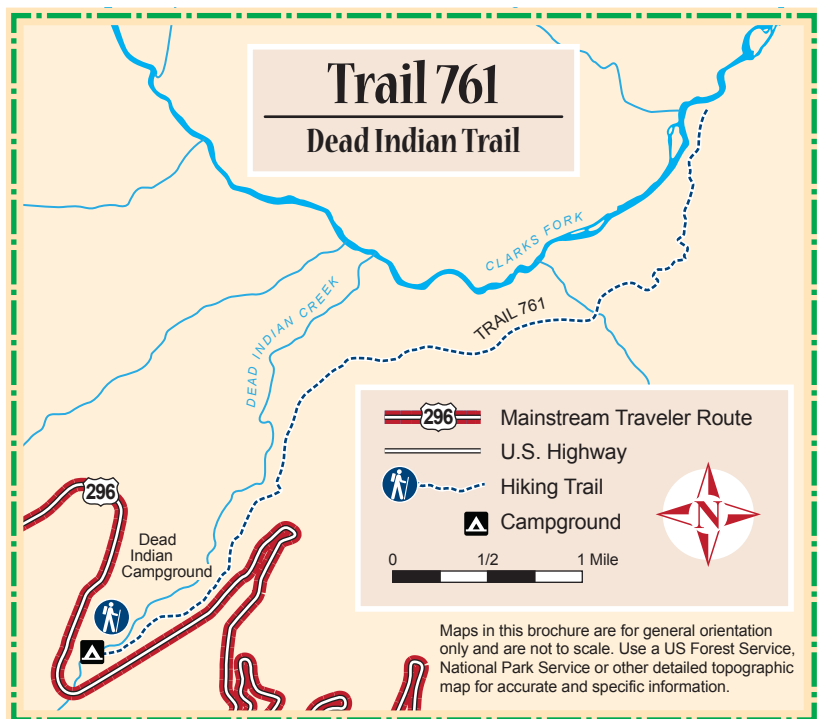 Trail 761
Dead Indian Trail
CLARKS FORK
DEAD INDIAN CREEK
TRAIL 761
296
Mainstream Traveler Route
U.S. Highway
Hiking Trail
Campground
N
0 1/2 1 Mile
296
Dead
Indian
Campground
Maps in this brochure are for general orientation
only and are not to scale. Use a US Forest Service,
National Park Service or other detailed topographic
map for accurate and specific information.